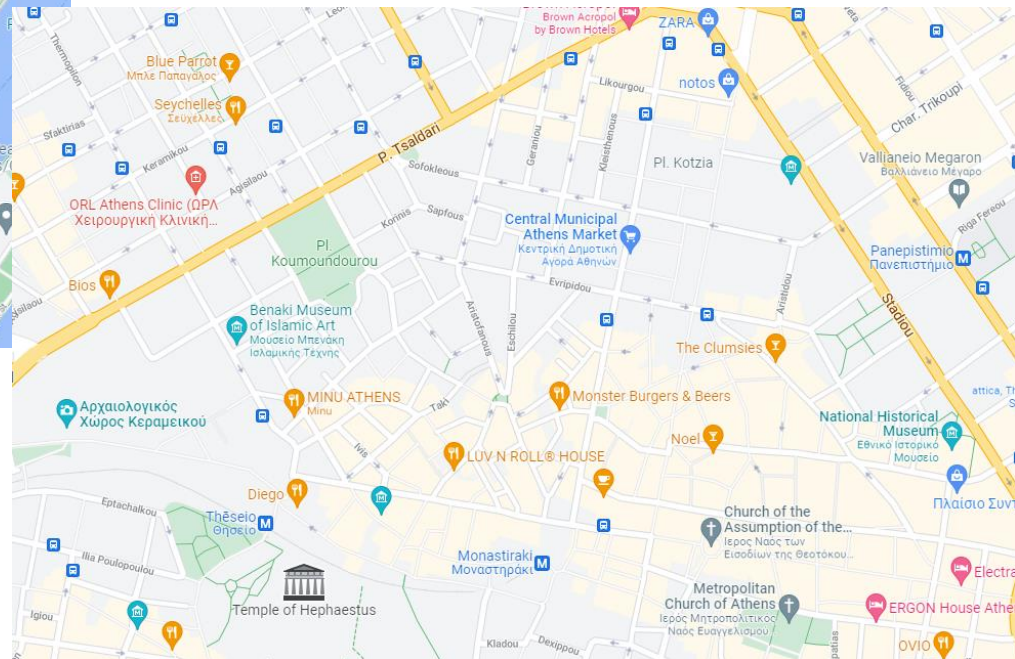 Brown Acropol
by Brown Hotels
ZARA
Thermopilon
Blue Parrot
Μπλε Παπαγάλος
notos
Fidiou
Likourgou
Seychelles
Σεϋχέλλες
Char. Trikoupi
Sfaktirias
Keramikou
P. Tsaldari
Geraniou
Kleisthenous
Pl. Kotzia
Vallianeio Megaron
Βαλλιάνειο Μέγαρο
Sofokleous
Agisilaou
ORL Athens Clinic (ΩΡΛ
Χειρουργική Κλινική...
Korinis
Sapfous
Central Municipal
Athens Market
Κεντρική Δημοτική
Αγορά Αθηνών
Riga Fereou
Pl.
Koumoundourou
Panepistimio
Πανεπιστήμιο
Bios
Evripidou
Aristidou
Stadiou
Benaki Museum
of Islamic Art
Μουσείο Μπενάκη
Ισλαμικής Τέχνης
Aristofanous
Eschilou
The Clumsies
MINU ATHENS
Minu
Taki
Monster Burgers & Beers
attica, Th
Αρχαιολογικός
Χώρος Κεραμεικού
National Historical
Museum
Εθνικό Ιστορικό
Μουσείο
Noel
Ivis
LUV N ROLL® HOUSE
Diego
Eptachalkou
Thēseio
Θησείο
Πλαίσιο Συντ
Church of the
Assumption of the...
Ιερός Ναός των
Εισοδίων της Θεοτόκου...
Ilia Poulopoulou
Monastiraki
Μοναστηράκι
Electra
Temple of Hephaestus
Metropolitan
Church of Athens
Ιερός Μητροπολιτικός
Ναός Ευαγγελισμού
ERGON House Athe
Igiou
Kladou
Dexippou
OVIO